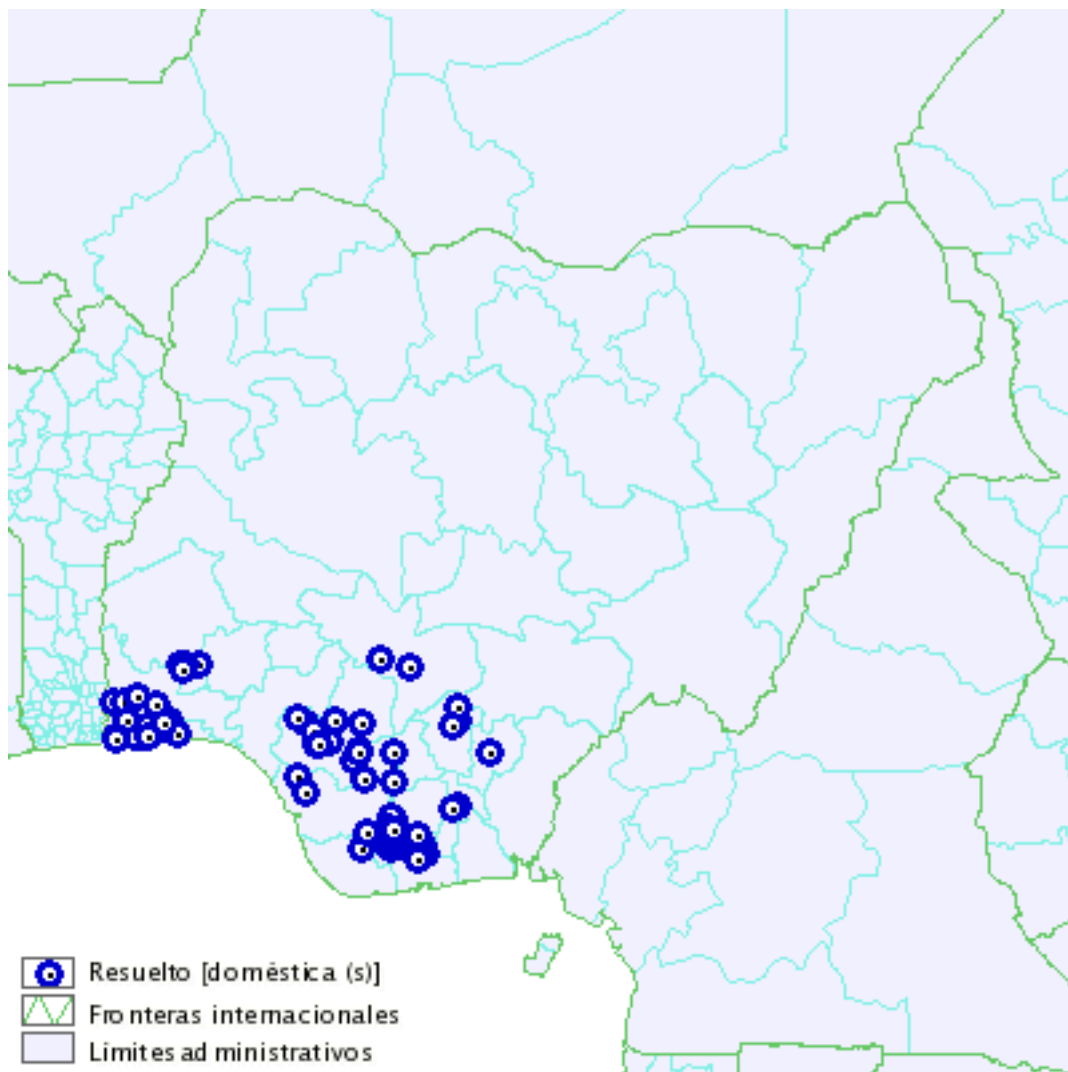 Resuelto [doméstica (s)]
Fronteras internacionales
Límites administrativos